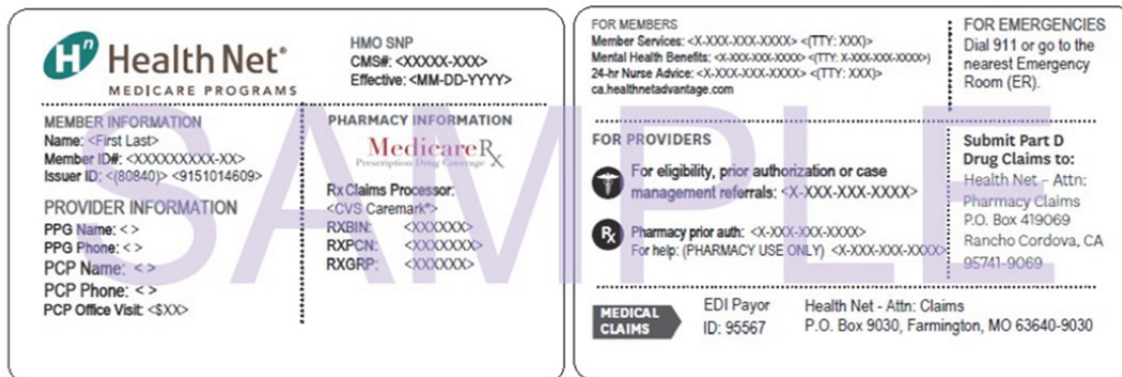 Hn Health Net®
MEDICARE PROGRAMS
HMO SNP
CMS#: <XXXXX-XXX>
Effective: <MM-DD-YYYY>
MEMBER INFORMATION
Name: <First Last>
Member ID#: <XXXXXXXXXX-XX>
Issuer ID: <(80840)> <9151014609>
PROVIDER INFORMATION
PPG Name: < >
PPG Phone: < >
PCP Name: < >
PCP Phone: < >
PCP Office Visit: <$XX>
PHARMACY INFORMATION
MedicareRx
Prescription Drug Coverage
Rx Claims Processor:
<CVS Caremark®>
RXBIN: <XXXXXX>
RXPCN: <XXXXXXX>
RXGRP: <XXXXXX>
FOR MEMBERS
Member Services: <X-XXX-XXX-XXXX> <(TTY: XXX)>
Mental Health Benefits: <X-XXX-XXX-XXXX> <(TTY: X-XXX-XXX-XXXX>)
24-hr Nurse Advice: <X-XXX-XXX-XXXX> <(TTY: XXX)>
ca.healthnetadvantage.com
FOR EMERGENCIES
Dial 911 or go to the
nearest Emergency
Room (ER).
FOR PROVIDERS
For eligibility, prior authorization or case
management referrals: <X-XXX-XXX-XXXX>
Rx
Pharmacy prior auth: <X-XXX-XXX-XXXX>
For help: (PHARMACY USE ONLY) <X-XXX-XXX-XXXX>
Submit Part D
Drug Claims to:
Health Net – Attn:
Pharmacy Claims
P.O. Box 419069
Rancho Cordova, CA
95741-9069
MEDICAL
CLAIMS
EDI Payor
ID: 95567
Health Net - Attn: Claims
P.O. Box 9030, Farmington, MO 63640-9030
SAMPLE